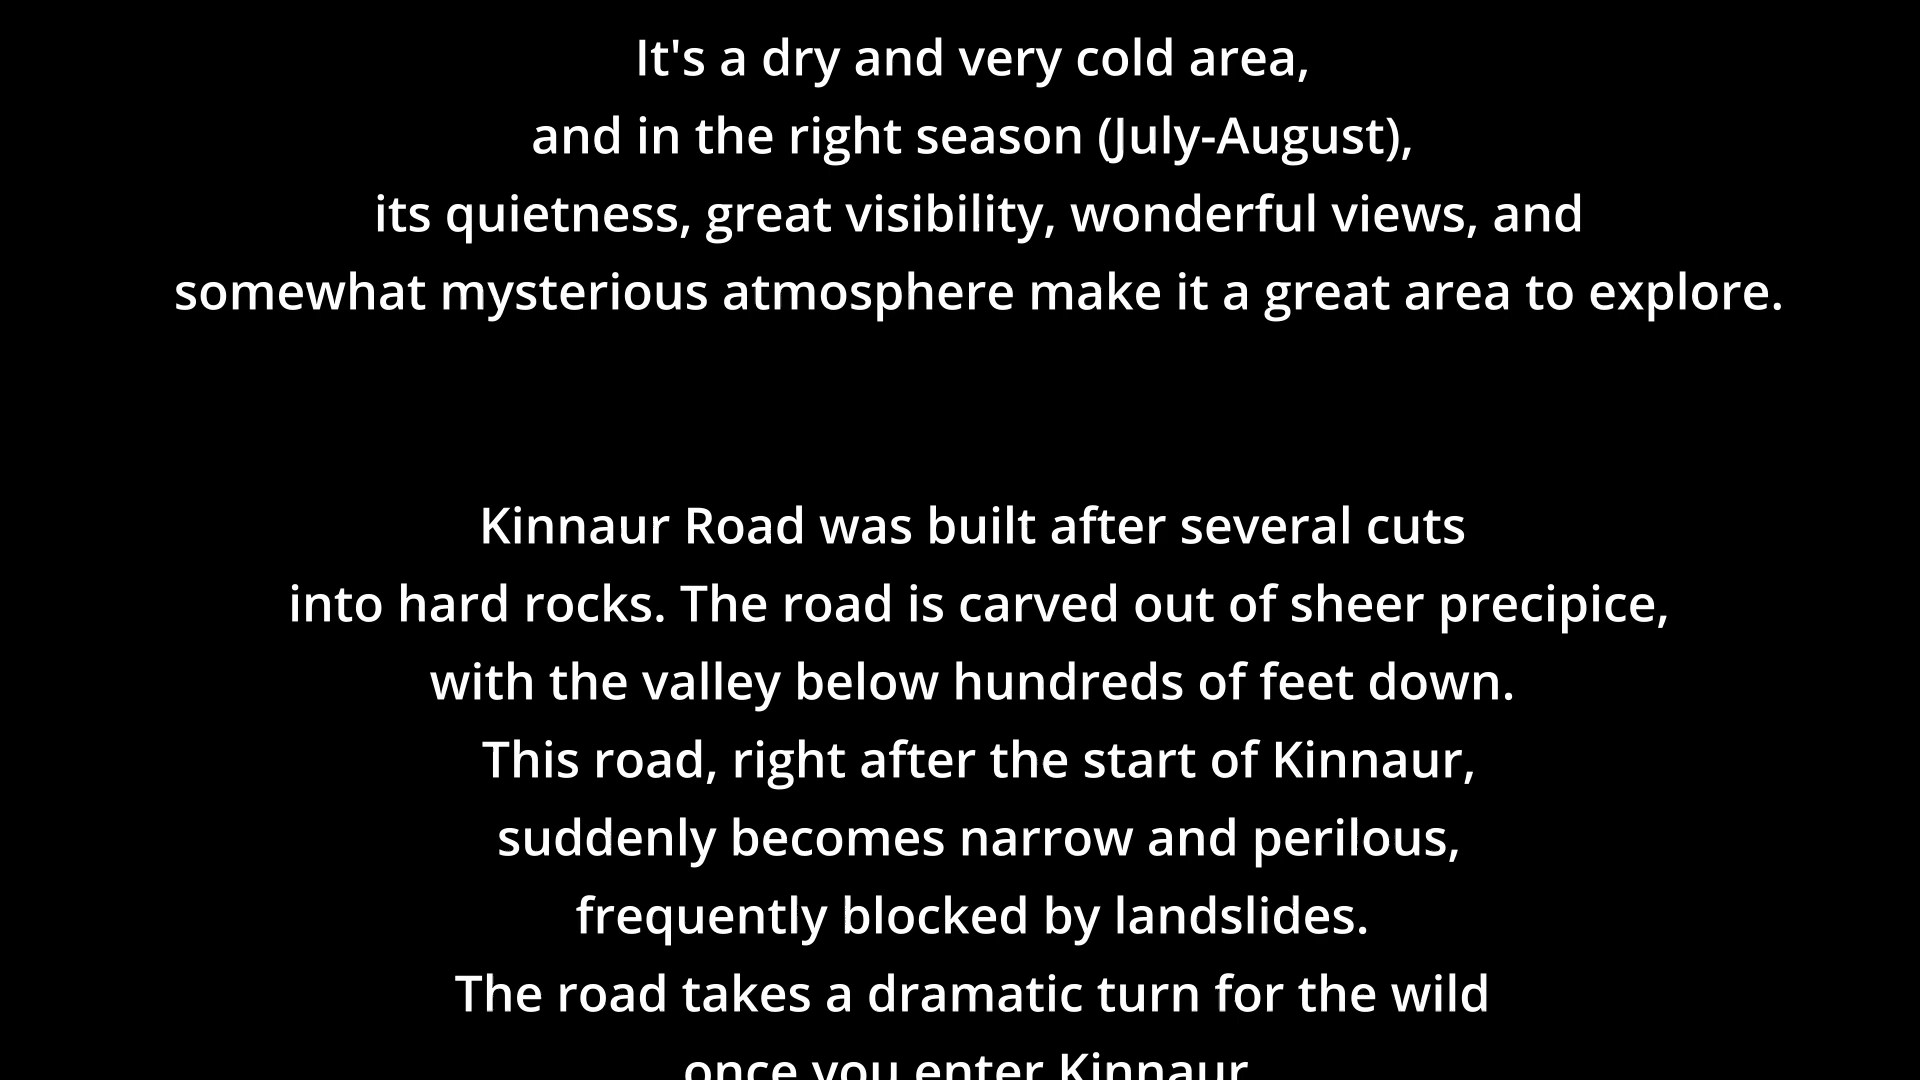 It's a dry and very cold area,
and in the right season (July-August),
its quietness, great visibility, wonderful views, and
somewhat mysterious atmosphere make it a great area to explore.
Kinnaur Road was built after several cuts
into hard rocks. The road is carved out of sheer precipice,
with the valley below hundreds of feet down.
This road, right after the start of Kinnaur,
suddenly becomes narrow and perilous,
frequently blocked by landslides.
The road takes a dramatic turn for the wild
once you enter Kinnaur